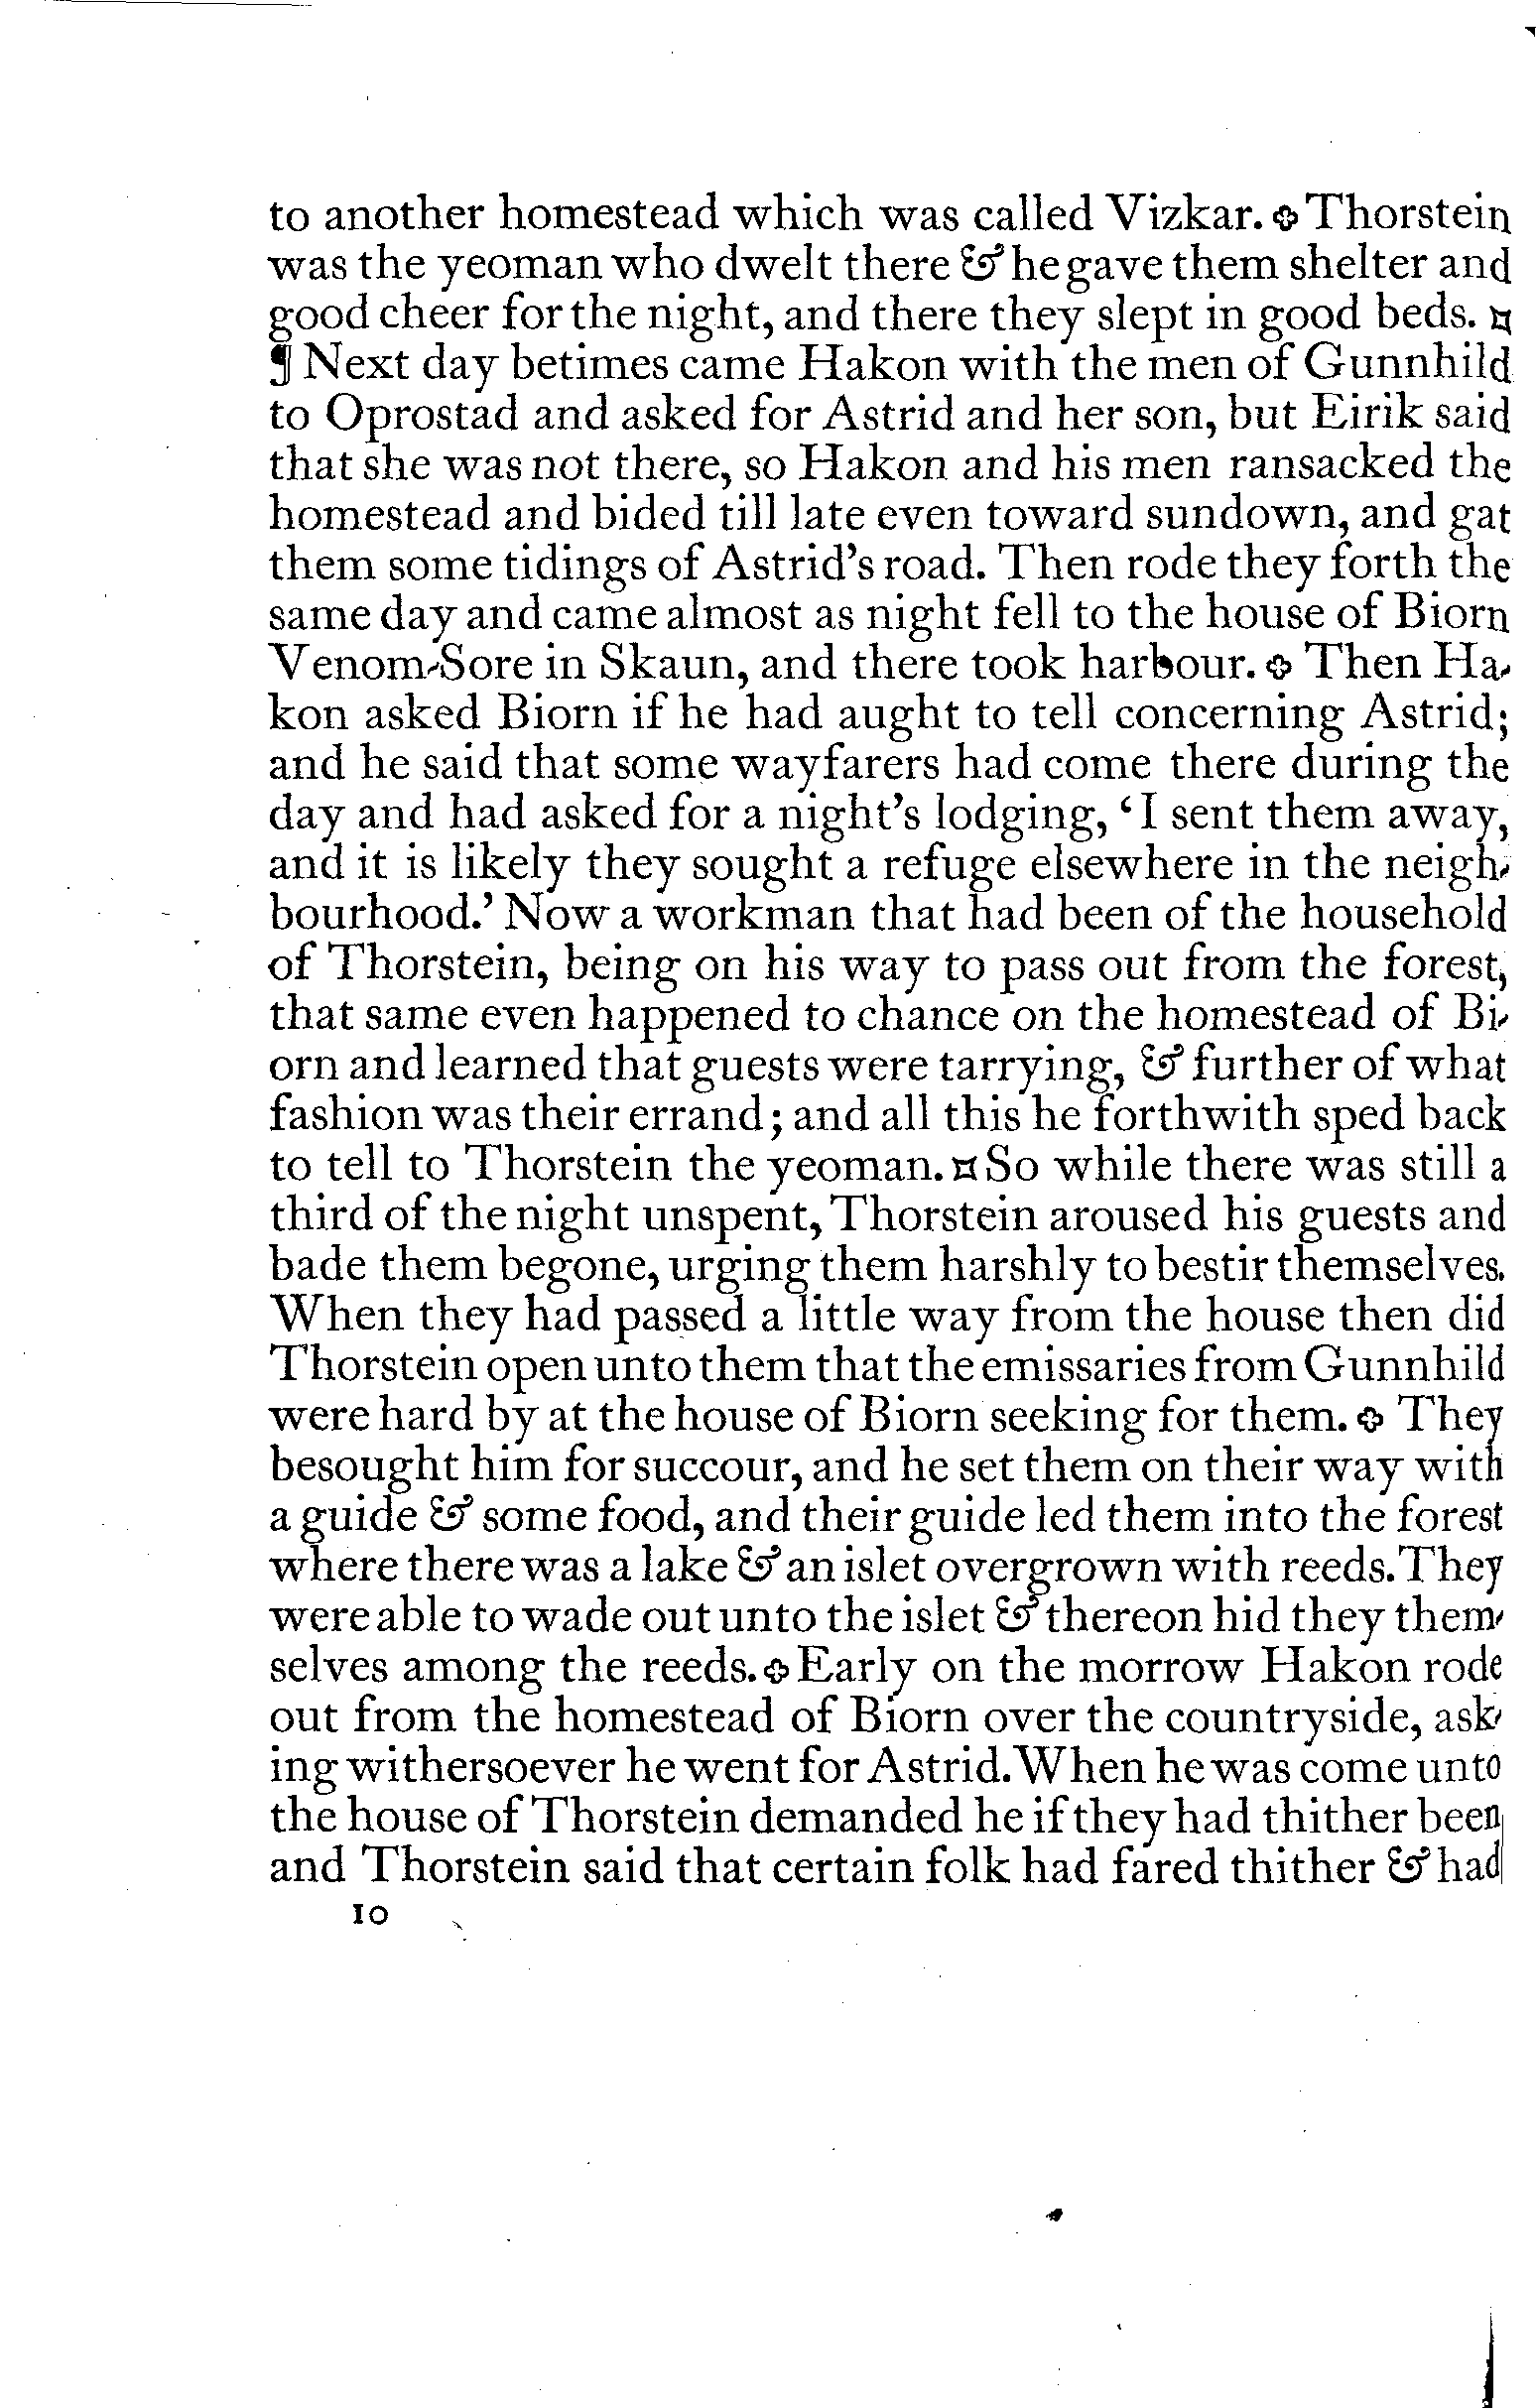 to another homestead which was called Vizkar. ✥ Thorstein
was the yeoman who dwelt there & he gave them shelter and
good cheer for the night, and there they slept in good beds. ¤
¶ Next day betimes came Hakon with the men of Gunnhild
to Oprostad and asked for Astrid and her son, but Eirik said
that she was not there, so Hakon and his men ransacked the
homestead and bided till late even toward sundown, and gat
them some tidings of Astrid's road. Then rode they forth the
same day and came almost as night fell to the house of Biorn
Venom-Sore in Skaun, and there took harbour. ✥ Then Ha-
kon asked Biorn if he had aught to tell concerning Astrid;
and he said that some wayfarers had come there during the
day and had asked for a night's lodging, ‘I sent them away,
and it is likely they sought a refuge elsewhere in the neigh-
bourhood.’ Now a workman that had been of the household
of Thorstein, being on his way to pass out from the forest,
that same even happened to chance on the homestead of Bi-
orn and learned that guests were tarrying, & further of what
fashion was their errand; and all this he forthwith sped back
to tell to Thorstein the yeoman. ¤ So while there was still a
third of the night unspent, Thorstein aroused his guests and
bade them begone, urging them harshly to bestir themselves.
When they had passed a little way from the house then did
Thorstein open unto them that the emissaries from Gunnhild
were hard by at the house of Biorn seeking for them. ✥ They
besought him for succour, and he set them on their way with
a guide & some food, and their guide led them into the forest
where there was a lake & an islet overgrown with reeds. They
were able to wade out unto the islet & thereon hid they them-
selves among the reeds. ✥ Early on the morrow Hakon rode
out from the homestead of Biorn over the countryside, ask-
ing withersoever he went for Astrid. When he was come unto
the house of Thorstein demanded he if they had thither been
and Thorstein said that certain folk had fared thither & had
10